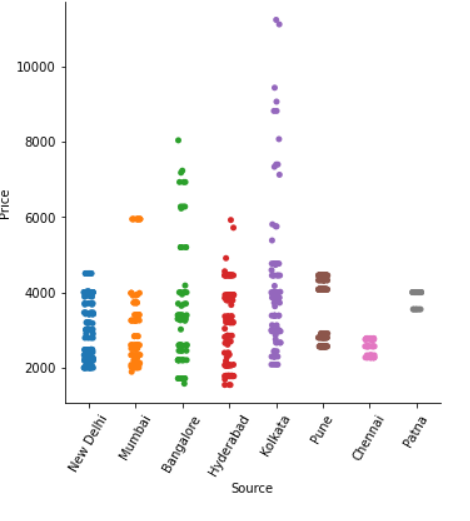 10000
8000
6000
4000
2000
Price
New Delhi
Mumbai
Bangalore
Hyderabad
Kolkata
Pune
Chennai
Patna
Source